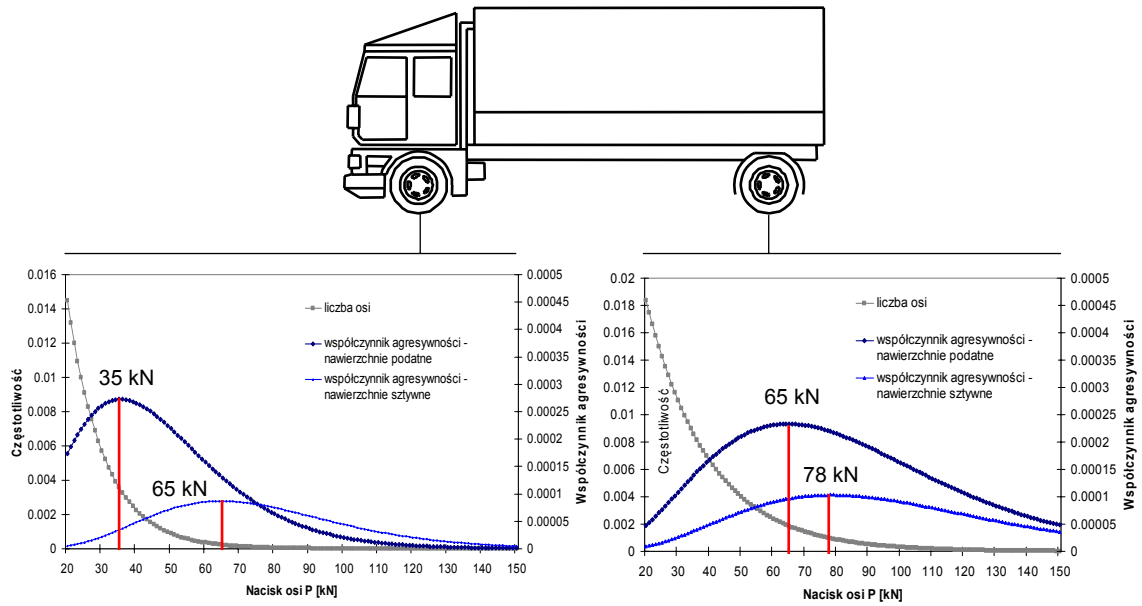 0.016
0.014
0.012
0.01
0.008
0.006
0.004
0.002
0
Częstotliwość
0.0005
0.00045
0.0004
0.00035
0.0003
0.00025
0.0002
0.00015
0.0001
0.00005
0
Współczynnik agresywności
liczba osi
współczynnik agresywności -
nawierzchnie podatne
współczynnik agresywności -
nawierzchnie sztywne
35 kN
65 kN
20 30 40 50 60 70 80 90 100 110 120 130 140 150
Nacisk osi P [kN]
0.02
0.018
0.016
0.014
0.012
0.01
0.008
0.006
0.004
0.002
0
Częstotliwość
0.0005
0.00045
0.0004
0.00035
0.0003
0.00025
0.0002
0.00015
0.0001
0.00005
0
Współczynnik agresywności
liczba osi
współczynnik agresywności -
nawierzchnie podatne
współczynnik agresywności -
nawierzchnie sztywne
65 kN
78 kN
20 30 40 50 60 70 80 90 100 110 120 130 140 150
Nacisk osi P [kN]